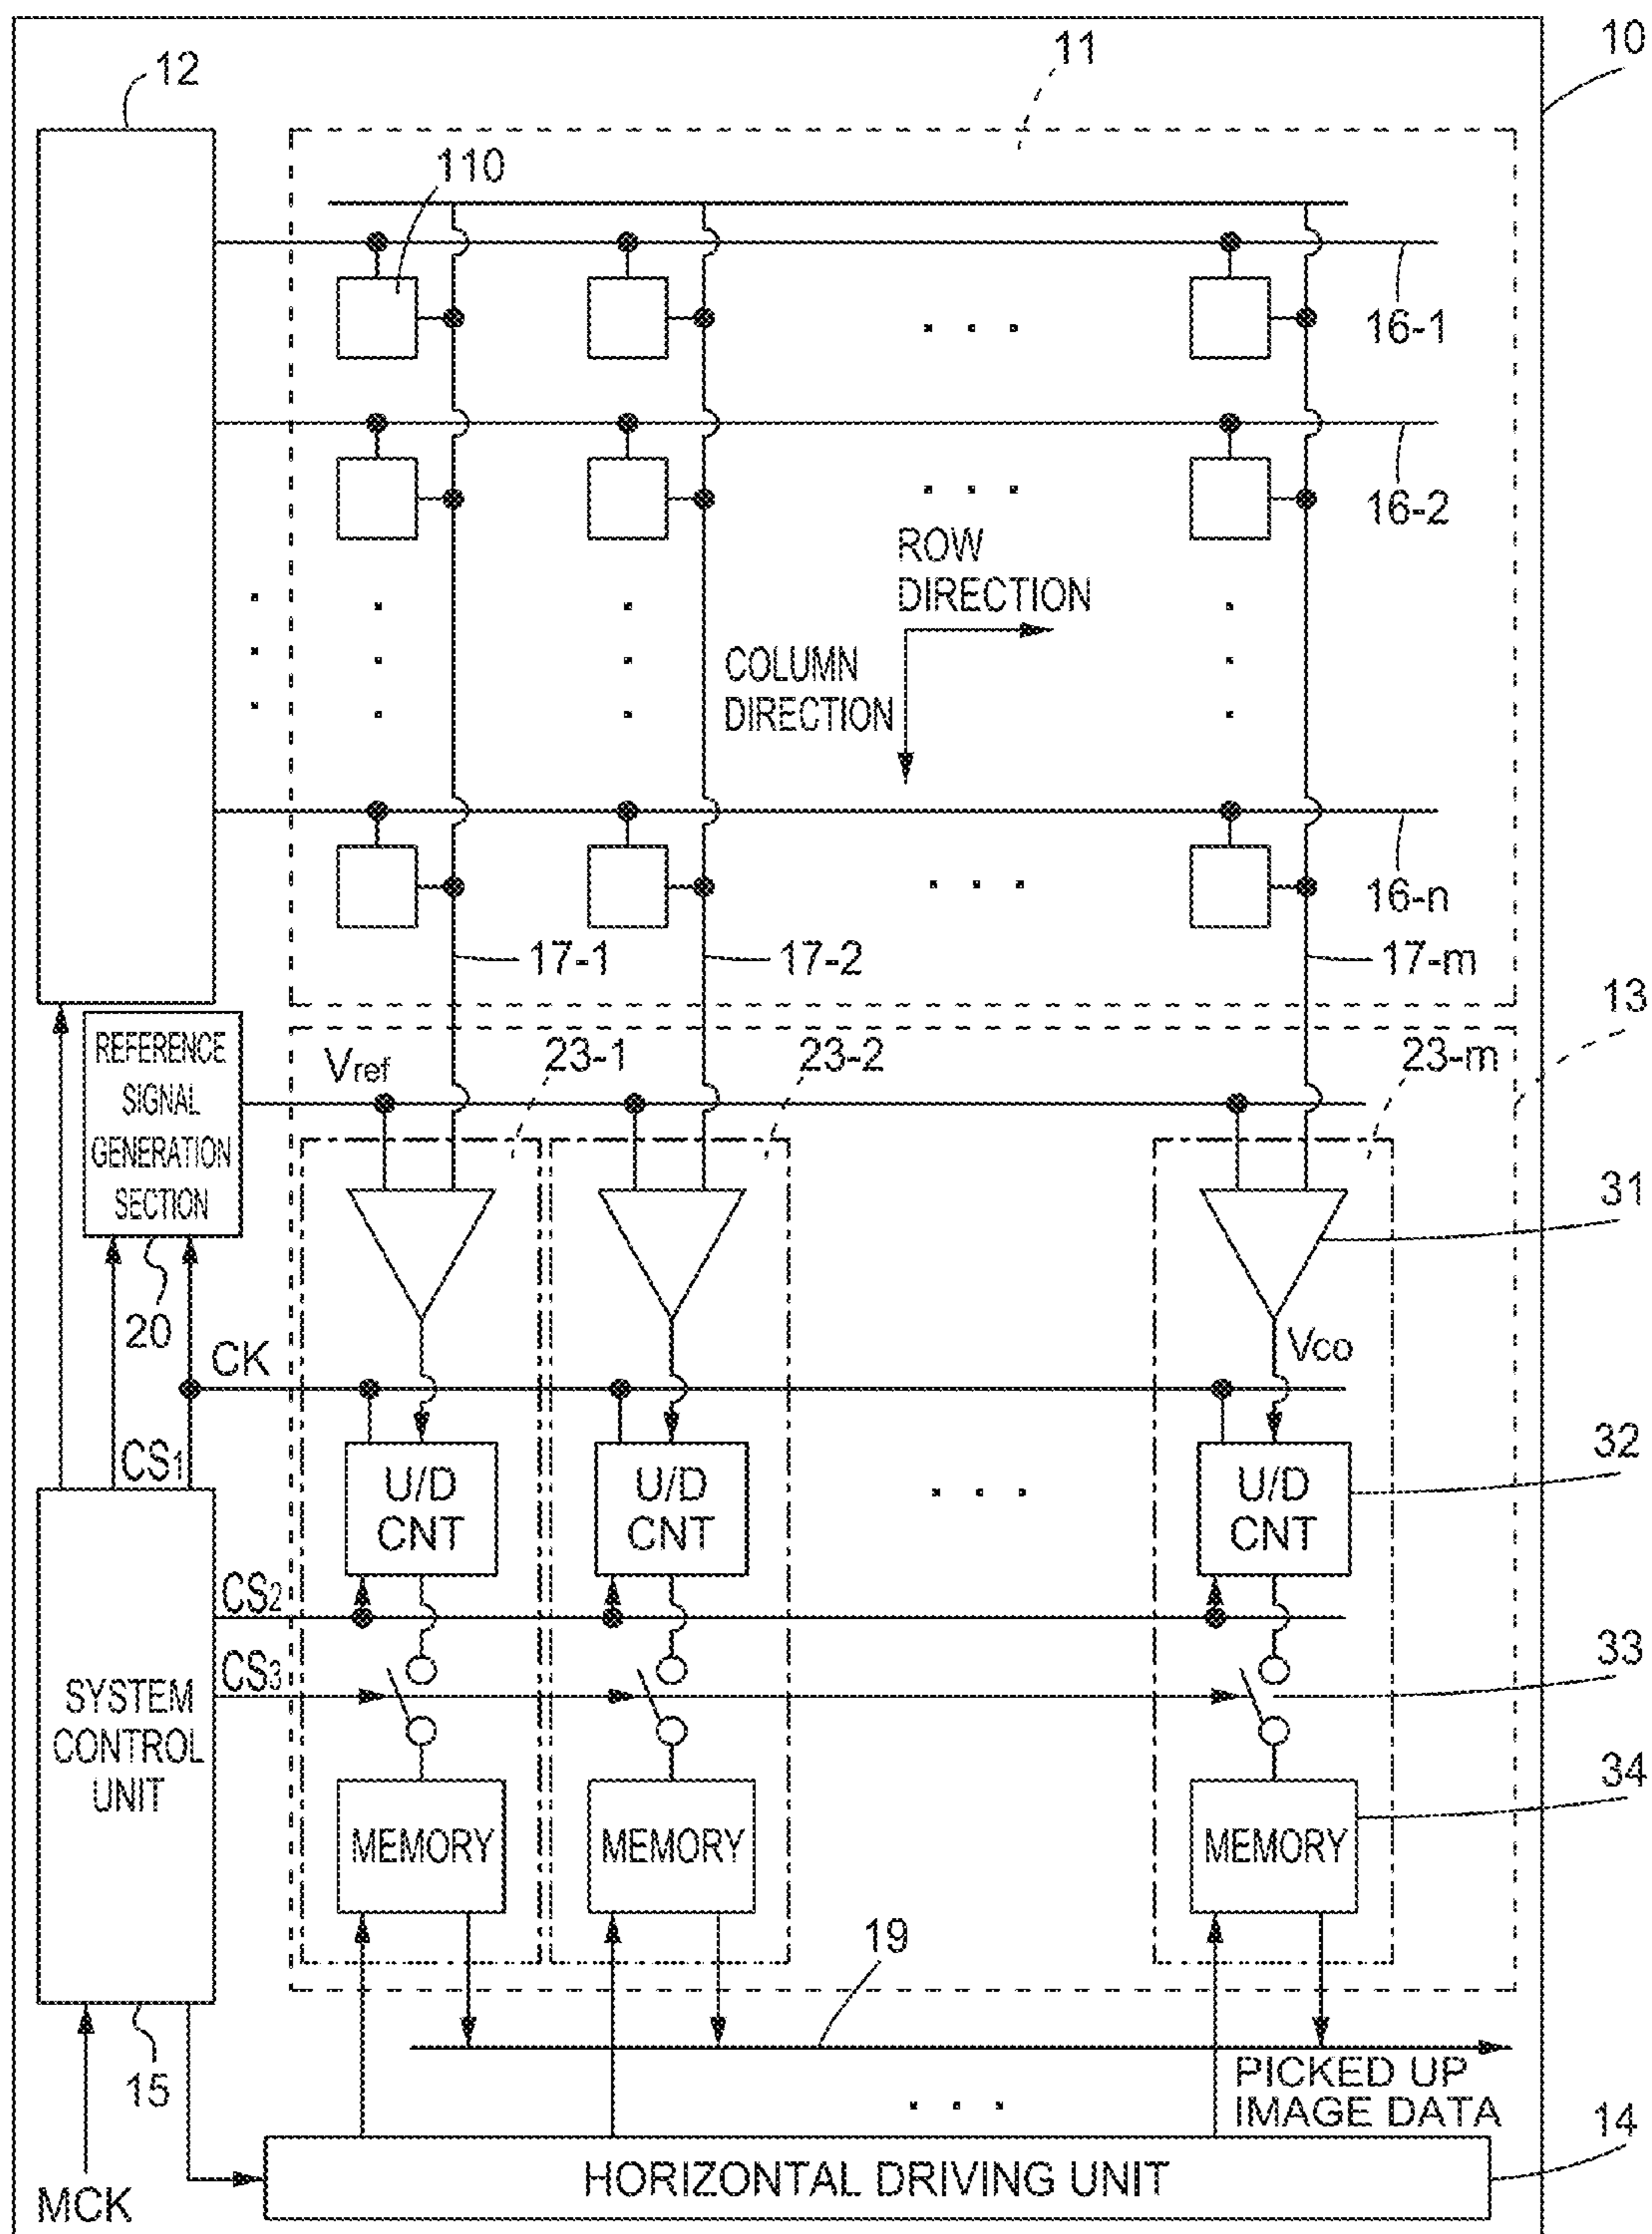 10
11
12
110
16-1
16-2
ROW
DIRECTION
COLUMN
DIRECTION
16-n
17-1
17-2
17-m
13
REFERENCE
SIGNAL
GENERATION
SECTION
Vref
23-1
23-2
23-m
31
20
CK
Vco
CS1
U/D
CNT
U/D
CNT
U/D
CNT
32
CS2
CS3
33
SYSTEM
CONTROL
UNIT
34
MEMORY
MEMORY
MEMORY
19
15
PICKED UP
IMAGE DATA
14
MCK
HORIZONTAL DRIVING UNIT